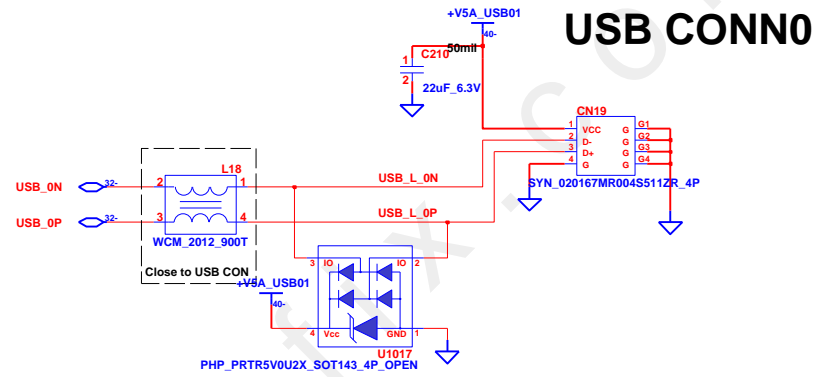 USB CONN0
+V5A_USB01
40-
50mil
C210
1
2
22uF_6.3V
CN19
1 VCC G G1
2 D- G G2
3 D+ G G3
4 G G G4
SYN_020167MR004S511ZR_4P
L18
USB_0N 32- 2 1 USB_L_0N
USB_0P 32- 3 4 USB_L_0P
WCM_2012_900T
Close to USB CON
+V5A_USB01
40-
3 IO IO 2
4 Vcc GND 1
U1017
PHP_PRTR5V0U2X_SOT143_4P_OPEN